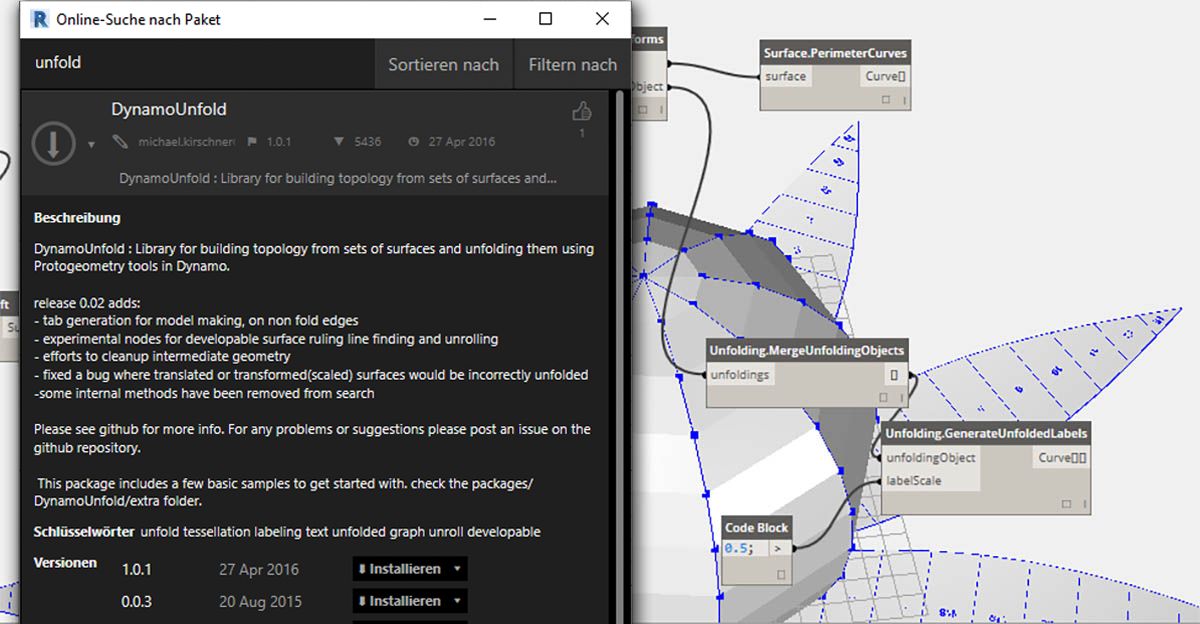 Online-Suche nach Paket
unfold
Sortieren nach
Filtern nach
DynamoUnfold
1
1.0.1
5436
27 Apr 2016
DynamoUnfold : Library for building topology from sets of surfaces and...
Beschreibung
DynamoUnfold : Library for building topology from sets of surfaces and unfolding them using
Protogeometry tools in Dynamo.
release 0.02 adds:
- tab generation for model making, on non fold edges
- experimental nodes for developable surface ruling line finding and unrolling
- efforts to cleanup intermediate geometry
- fixed a bug where translated or transformed(scaled) surfaces would be incorrectly unfolded
-some internal methods have been removed from search
Please see github for more info. For any problems or suggestions please post an issue on the
github repository.
This package includes a few basic samples to get started with. check the packages/
DynamoUnfold/extra folder.
Schlüsselwörter unfold tessellation labeling text unfolded graph unroll developable
Versionen
1.0.1 27 Apr 2016 Installieren
0.0.3 20 Aug 2015 Installieren
Surface.PerimeterCurves
surface Curve[]
Unfolding.MergeUnfoldingObjects
unfoldings []
Unfolding.GenerateUnfoldedLabels
unfoldingObject Curve[][]
labelScale
Code Block
0.5; >